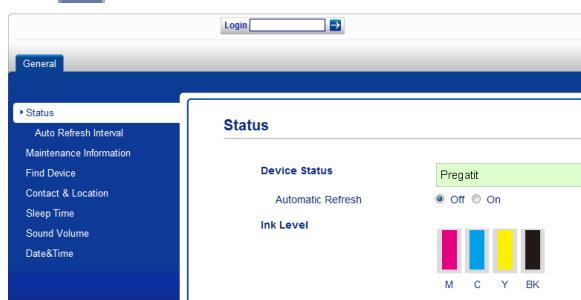 Login
General
Status
Auto Refresh Interval
Maintenance Information
Find Device
Contact & Location
Sleep Time
Sound Volume
Date&Time
Status
Device Status Pregatit
Automatic Refresh Off On
Ink Level
M C Y BK